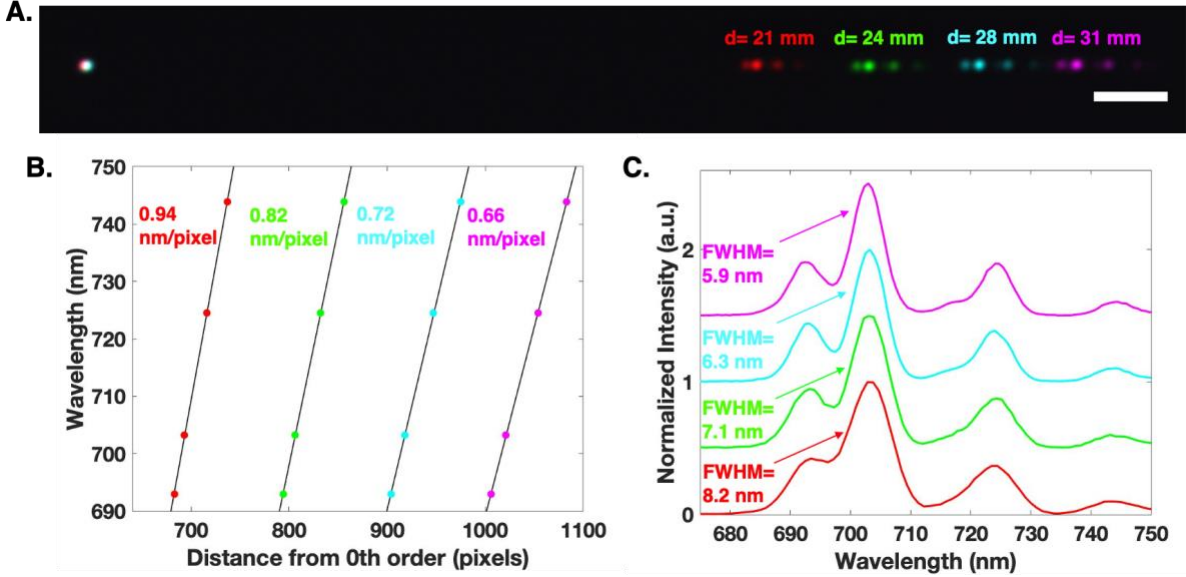 A.
d= 21 mm d= 24 mm d= 28 mm d= 31 mm
B.
750
740
730
720
710
700
690
Wavelength (nm)
0.94
nm/pixel
0.82
nm/pixel
0.72
nm/pixel
0.66
nm/pixel
700 800 900 1000 1100
Distance from 0th order (pixels)
C.
2
1
0
Normalized Intensity (a.u.)
FWHM=
5.9 nm
FWHM=
6.3 nm
FWHM=
7.1 nm
FWHM=
8.2 nm
680 690 700 710 720 730 740 750
Wavelength (nm)